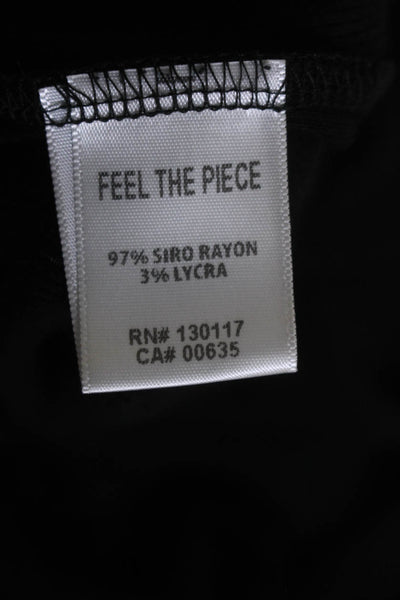 FEEL THE PIECE
97% SIRO RAYON
3% LYCRA
RN# 130117
CA# 00635